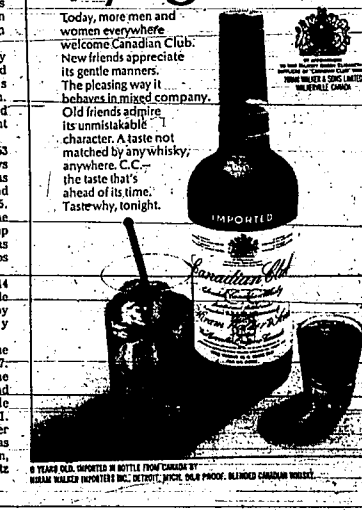 Today, more men and
women everywhere
welcome Canadian Club.
New friends appreciate
its gentle manners.
The pleasing way it
behaves in mixed company.
Old friends admire
its unmistakable
character. A taste not
matched by any whisky,
anywhere. C.C.—
the taste that's
ahead of its time.
Taste why, tonight.
BY APPOINTMENT
HIRAM WALKER & SONS LIMITED
WALKERVILLE CANADA
IMPORTED
Canadian Club
6 YEARS OLD. IMPORTED IN BOTTLE FROM CANADA BY
HIRAM WALKER IMPORTERS INC., DETROIT, MICH. 86.8 PROOF. BLENDED CANADIAN WHISKY.